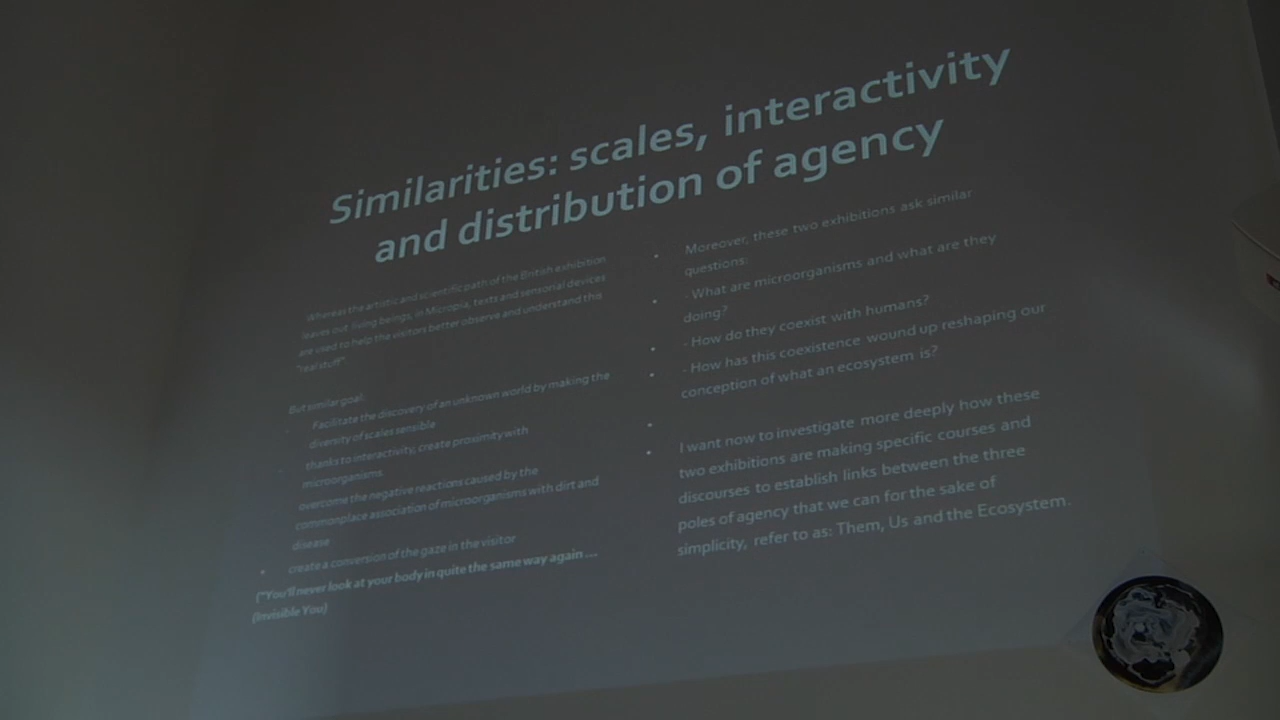 Similarities: scales, interactivity
and distribution of agency
Whereas the artistic and scientific path of the British exhibition
leaves out living beings, in Micropia, texts and sensorial devices
are used to help the visitors better observe and understand this
"real stuff".
But similar goal:
Facilitate the discovery of an unknown world by making the
diversity of scales sensible
thanks to interactivity, create proximity with
microorganisms
overcome the negative reactions caused by the
commonplace association of microorganisms with dirt and
disease
• create a conversion of the gaze in the visitor
("You'll never look at your body in quite the same way again ...
(Invisible You)
• Moreover, these two exhibitions ask similar
questions:
• - What are microorganisms and what are they
doing?
• - How do they coexist with humans?
• - How has this coexistence wound up reshaping our
conception of what an ecosystem is?
•
• I want now to investigate more deeply how these
two exhibitions are making specific courses and
discourses to establish links between the three
poles of agency that we can for the sake of
simplicity, refer to as: Them, Us and the Ecosystem.